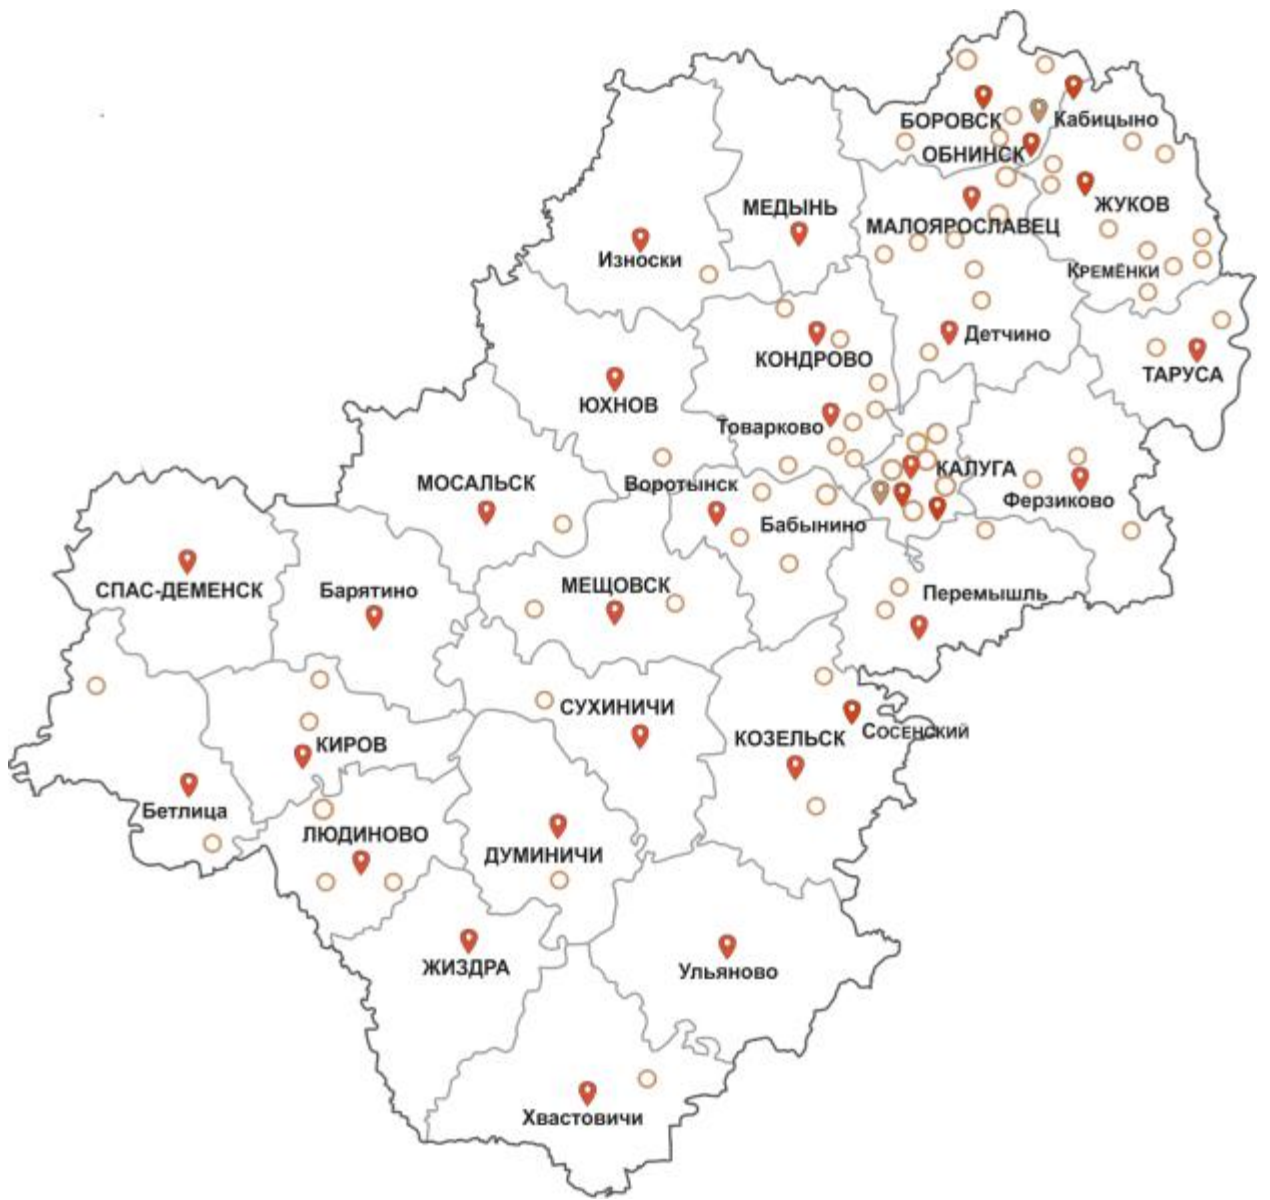 БОРОВСК
Кабицыно
ОБНИНСК
МЕДЫНЬ
ЖУКОВ
МАЛОЯРОСЛАВЕЦ
Износки
КРЕМЁНКИ
Детчино
КОНДРОВО
ТАРУСА
ЮХНОВ
Товарково
КАЛУГА
МОСАЛЬСК
Воротынск
Ферзиково
Бабынино
СПАС-ДЕМЕНСК
Барятино
МЕЩОВСК
Перемышль
СУХИНИЧИ
КИРОВ
КОЗЕЛЬСК
СОСЕНСКИЙ
Бетлица
ЛЮДИНОВО
ДУМИНИЧИ
ЖИЗДРА
Ульяново
Хвастовичи